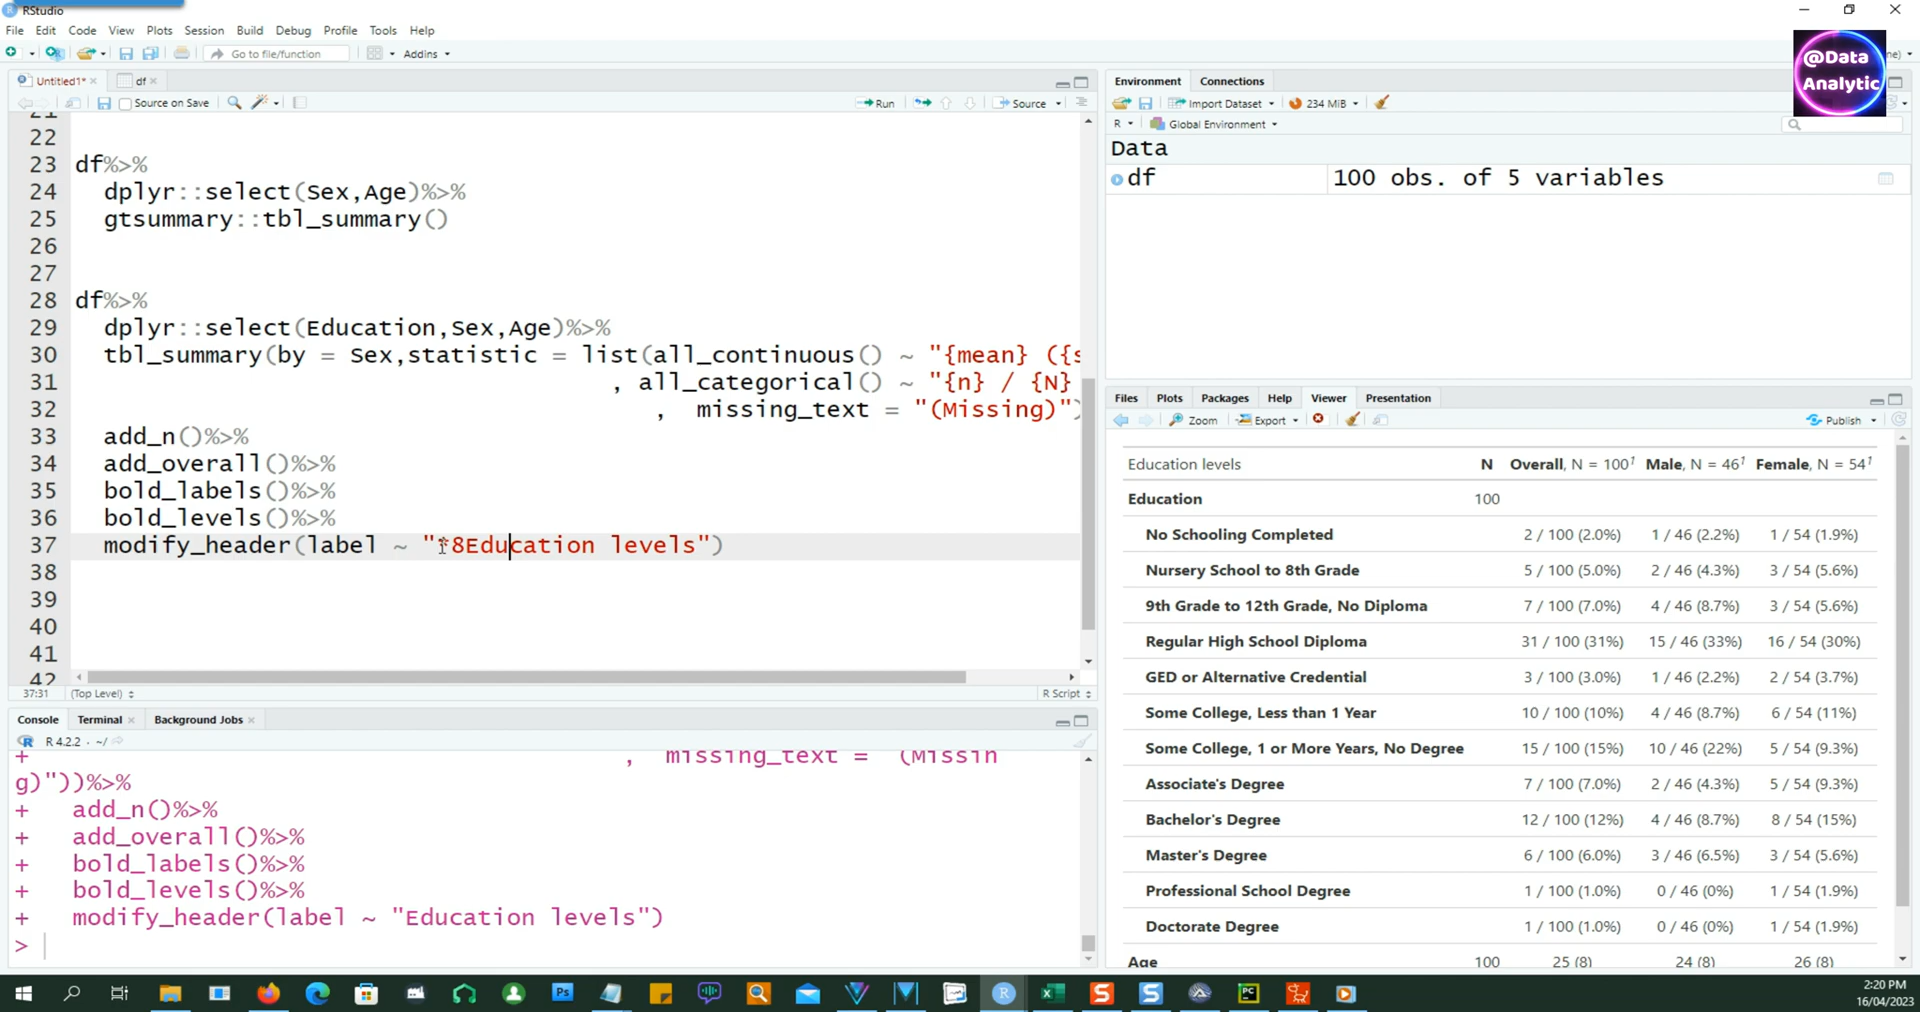 RStudio
File Edit Code View Plots Session Build Debug Profile Tools Help
Go to file/function Addins
@Data
Analytic
Untitled1* df
Source on Save Run Source
22
23 df%>%
24 dplyr::select(Sex,Age)%>%
25 gtsummary::tbl_summary()
26
27
28 df%>%
29 dplyr::select(Education,Sex,Age)%>%
30 tbl_summary(by = Sex,statistic = list(all_continuous() ~ "{mean} ({s
31 , all_categorical() ~ "{n} / {N}
32 , missing_text = "(Missing)")
33 add_n()%>%
34 add_overall()%>%
35 bold_labels()%>%
36 bold_levels()%>%
37 modify_header(label ~ "*8Education levels")
38
39
40
41
42
37:31 (Top Level) R Script
Console Terminal Background Jobs
R 4.2.2 · ~/
+ , missing_text = "(Missin
g)"))%>%
+ add_n()%>%
+ add_overall()%>%
+ bold_labels()%>%
+ bold_levels()%>%
+ modify_header(label ~ "Education levels")
>
Environment Connections
Import Dataset 234 MiB
R Global Environment
Data
df 100 obs. of 5 variables
Files Plots Packages Help Viewer Presentation
Zoom Export Publish
Education levels N Overall, N = 100¹ Male, N = 46¹ Female, N = 54¹
Education 100
No Schooling Completed 2 / 100 (2.0%) 1 / 46 (2.2%) 1 / 54 (1.9%)
Nursery School to 8th Grade 5 / 100 (5.0%) 2 / 46 (4.3%) 3 / 54 (5.6%)
9th Grade to 12th Grade, No Diploma 7 / 100 (7.0%) 4 / 46 (8.7%) 3 / 54 (5.6%)
Regular High School Diploma 31 / 100 (31%) 15 / 46 (33%) 16 / 54 (30%)
GED or Alternative Credential 3 / 100 (3.0%) 1 / 46 (2.2%) 2 / 54 (3.7%)
Some College, Less than 1 Year 10 / 100 (10%) 4 / 46 (8.7%) 6 / 54 (11%)
Some College, 1 or More Years, No Degree 15 / 100 (15%) 10 / 46 (22%) 5 / 54 (9.3%)
Associate's Degree 7 / 100 (7.0%) 2 / 46 (4.3%) 5 / 54 (9.3%)
Bachelor's Degree 12 / 100 (12%) 4 / 46 (8.7%) 8 / 54 (15%)
Master's Degree 6 / 100 (6.0%) 3 / 46 (6.5%) 3 / 54 (5.6%)
Professional School Degree 1 / 100 (1.0%) 0 / 46 (0%) 1 / 54 (1.9%)
Doctorate Degree 1 / 100 (1.0%) 0 / 46 (0%) 1 / 54 (1.9%)
Age 100 25 (8) 24 (8) 26 (8)
2:20 PM
16/04/2023